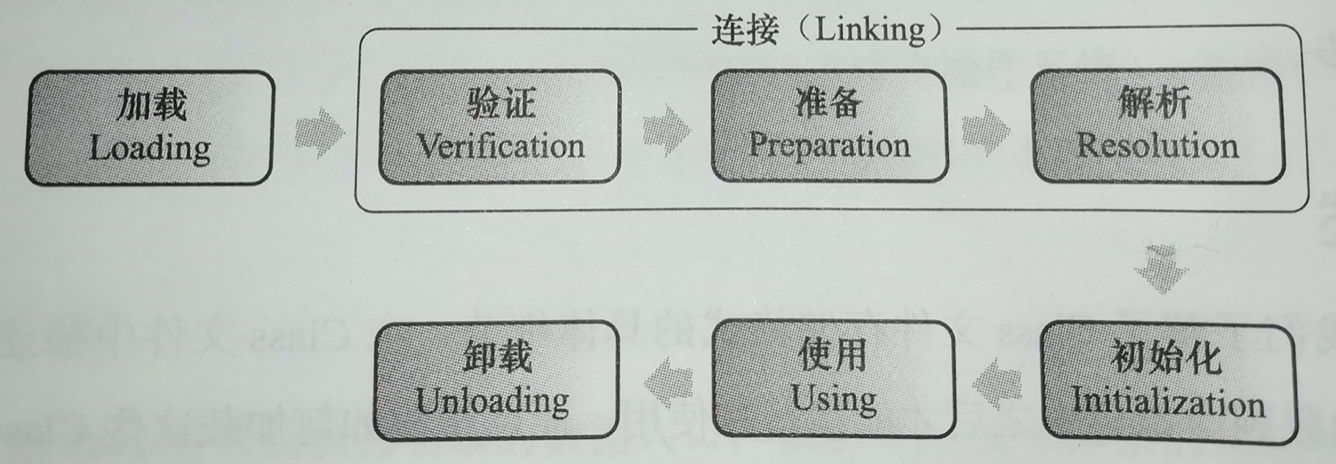 连接（Linking）
加载
Loading
验证
Verification
准备
Preparation
解析
Resolution
初始化
Initialization
使用
Using
卸载
Unloading